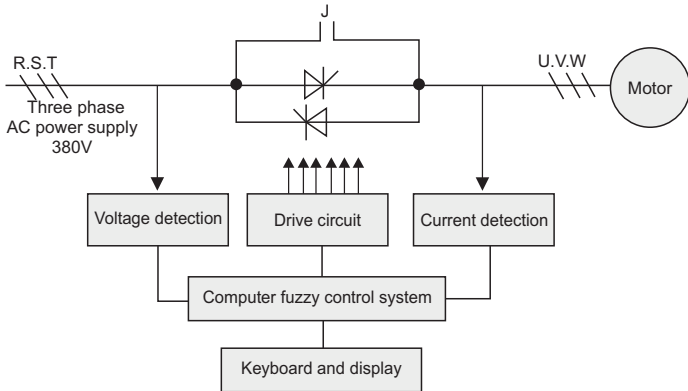 J
R.S.T
U.V.W
Three phase
AC power supply
380V
Motor
Voltage detection
Drive circuit
Current detection
Computer fuzzy control system
Keyboard and display